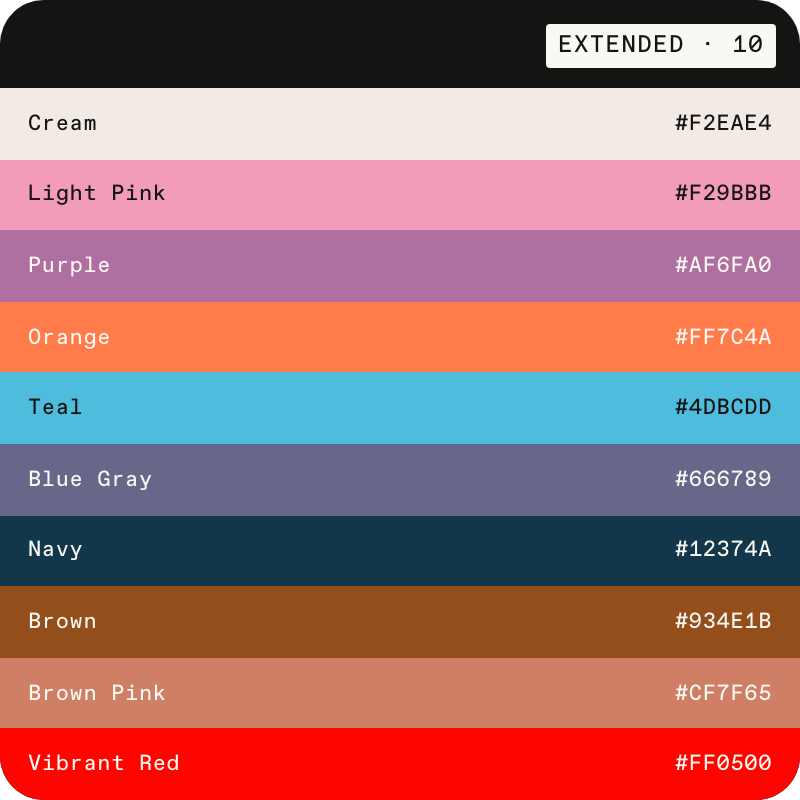 EXTENDED · 10
Cream #F2EAE4
Light Pink #F29BBB
Purple #AF6FA0
Orange #FF7C4A
Teal #4DBCDD
Blue Gray #666789
Navy #12374A
Brown #934E1B
Brown Pink #CF7F65
Vibrant Red #FF0500